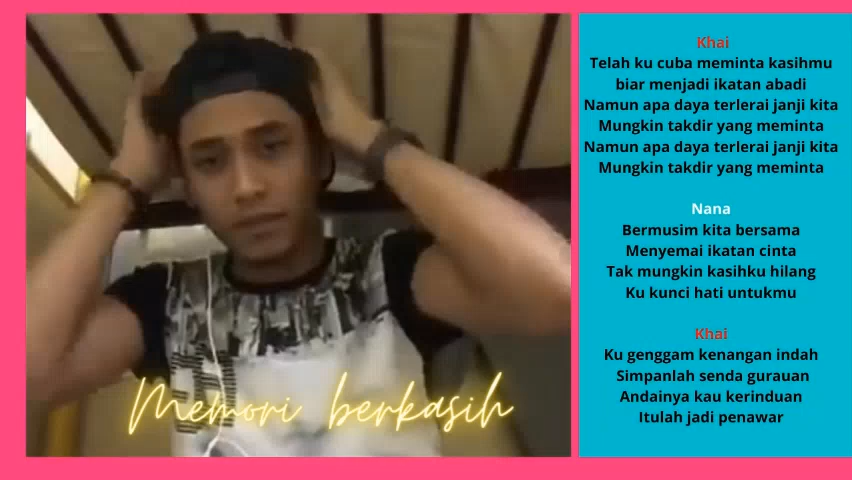 Memori berkasih
Khai
Telah ku cuba meminta kasihmu
biar menjadi ikatan abadi
Namun apa daya terlerai janji kita
Mungkin takdir yang meminta
Namun apa daya terlerai janji kita
Mungkin takdir yang meminta
Nana
Bermusim kita bersama
Menyemai ikatan cinta
Tak mungkin kasihku hilang
Ku kunci hati untukmu
Khai
Ku genggam kenangan indah
Simpanlah senda gurauan
Andainya kau kerinduan
Itulah jadi penawar